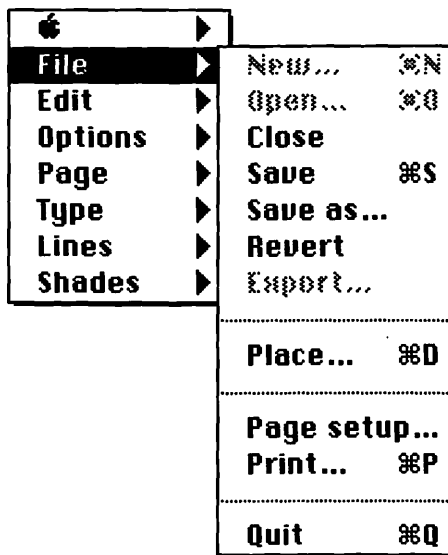 File
Edit
Options
Page
Type
Lines
Shades
New... ⌘N
Open... ⌘O
Close
Save ⌘S
Save as...
Revert
Export...
Place... ⌘D
Page setup...
Print... ⌘P
Quit ⌘Q